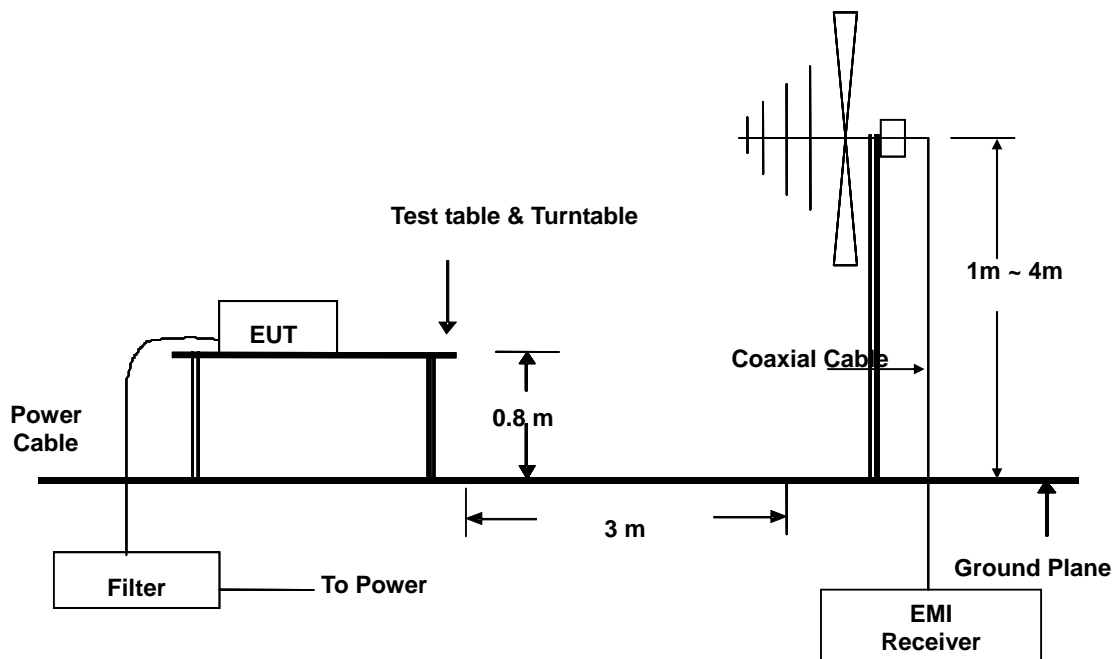 Test table & Turntable
1m ~ 4m
EUT
Coaxial Cable
Power
Cable
0.8 m
3 m
Filter
To Power
Ground Plane
EMI
Receiver